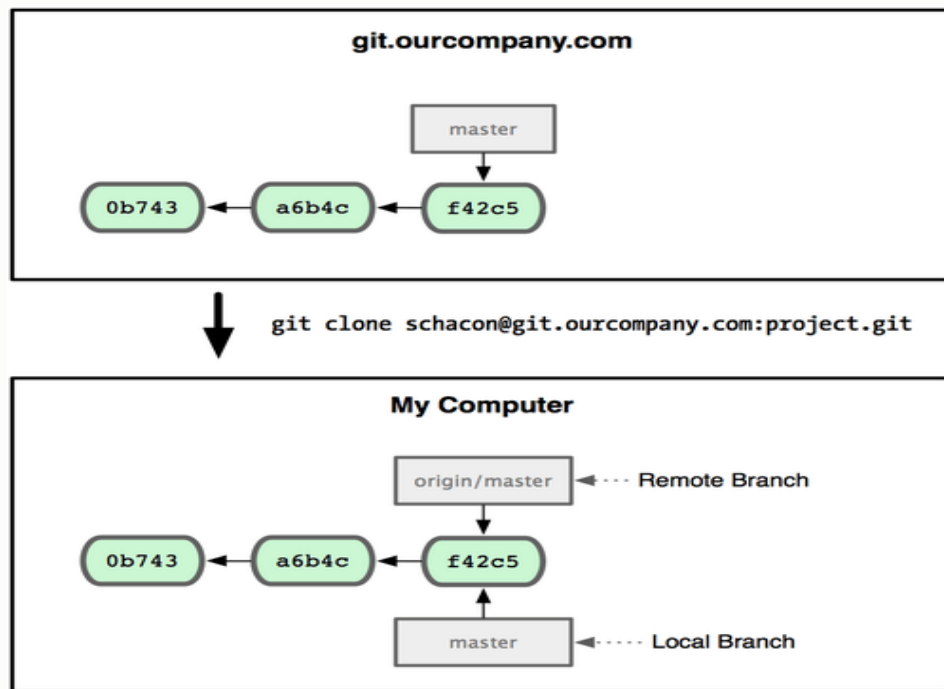 git.ourcompany.com
master
0b743 a6b4c f42c5
git clone schacon@git.ourcompany.com:project.git
My Computer
origin/master Remote Branch
0b743 a6b4c f42c5
master Local Branch